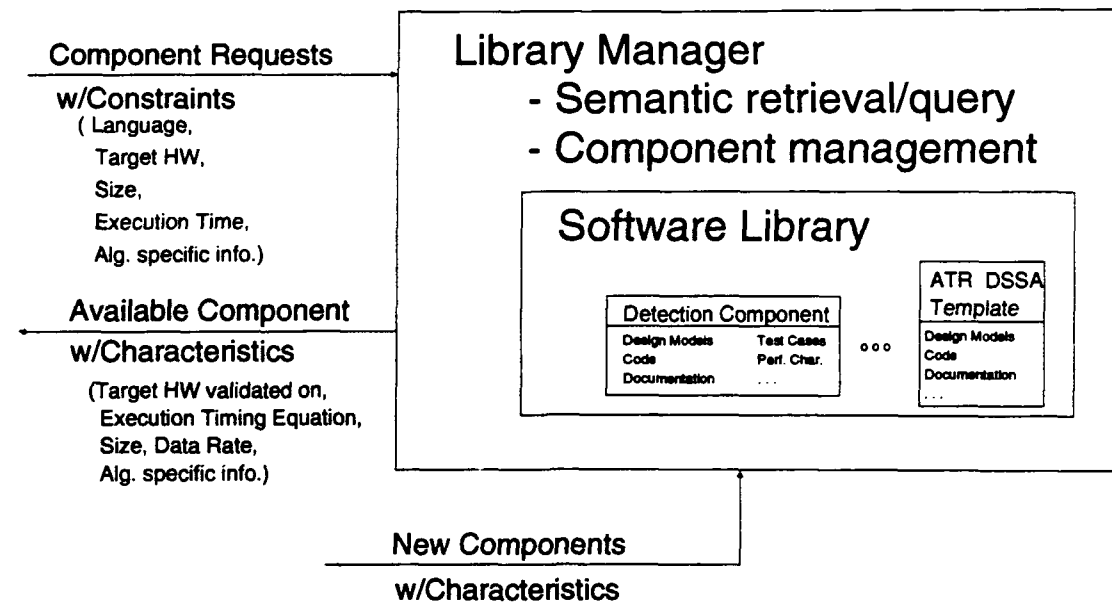 Component Requests
w/Constraints
( Language,
Target HW,
Size,
Execution Time,
Alg. specific info.)
Available Component
w/Characteristics
(Target HW validated on,
Execution Timing Equation,
Size, Data Rate,
Alg. specific info.)
Library Manager
- Semantic retrieval/query
- Component management
Software Library
Detection Component
Design Models Test Cases
Code Perf. Char.
Documentation . . .
ooo
ATR DSSA
Template
Design Models
Code
Documentation
. . .
New Components
w/Characteristics